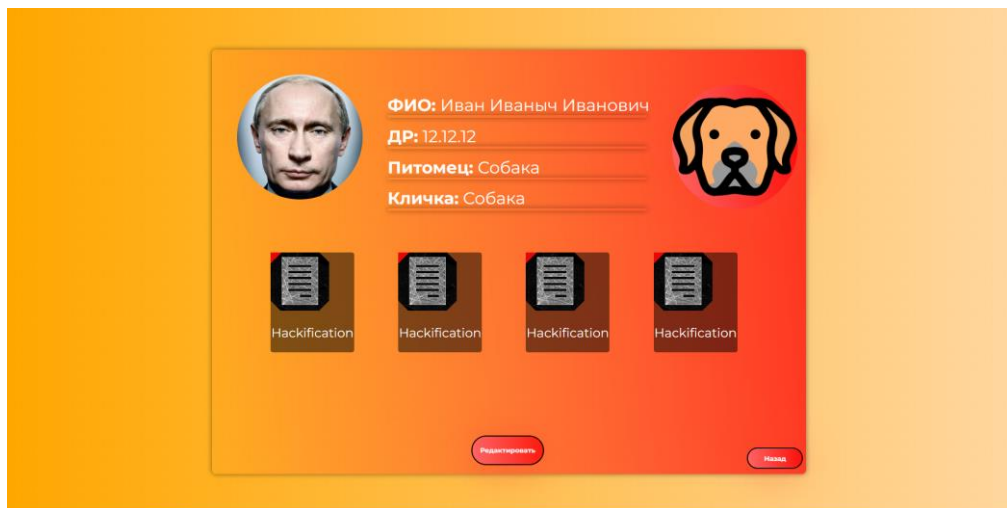 ФИО: Иван Иваныч Иванович
ДР: 12.12.12
Питомец: Собака
Кличка: Собака
Hackification
Hackification
Hackification
Hackification
Редактировать
Назад